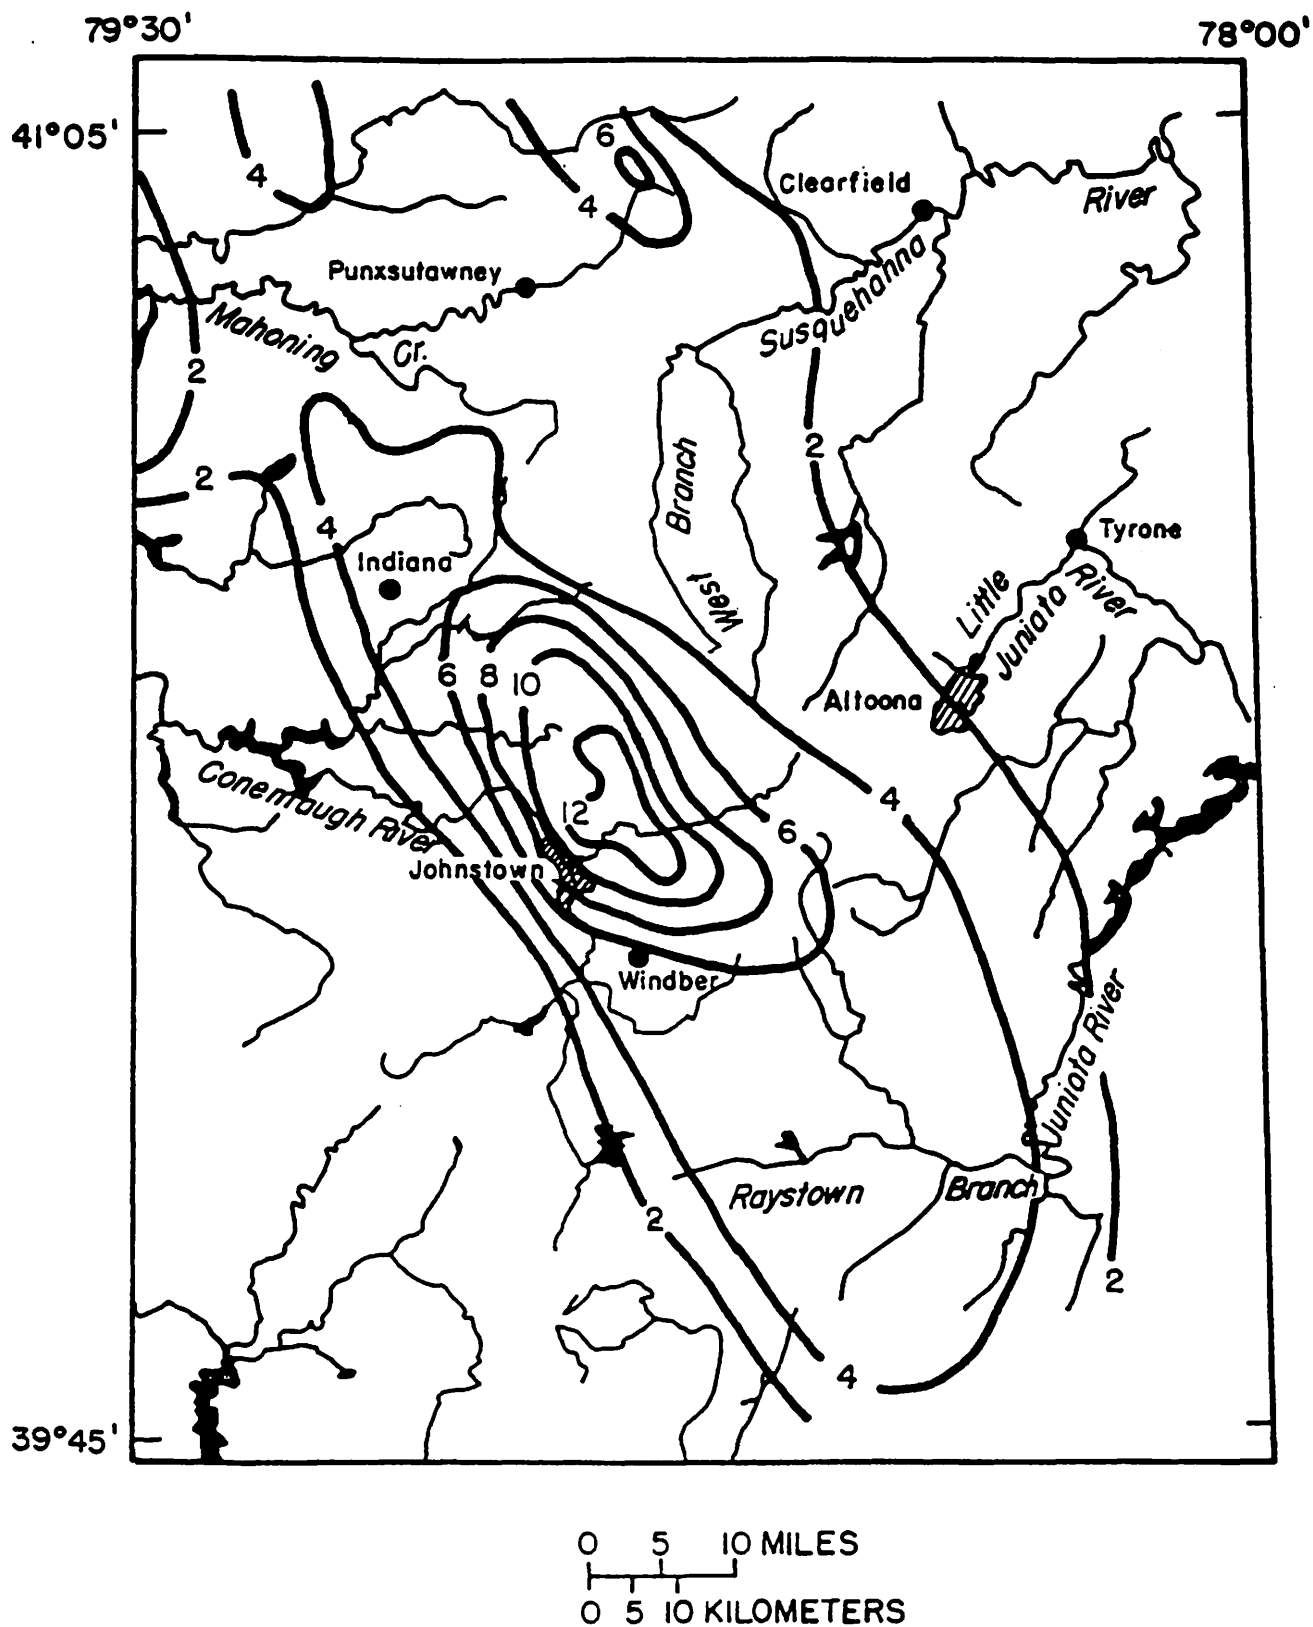 79°30' 78°00'
41°05'
6
4
Clearfield
4
River
Punxsutawney
Susquehanna
Mahoning Cr.
2
2
Branch
2
4
Tyrone
Indiana
West
Little
Juniata River
6 8 10
Altoona
Conemaugh River
4
12
6
Johnstown
Windber
Juniata River
Raystown Branch
2
2
4
39°45'
0 5 10 MILES
0 5 10 KILOMETERS